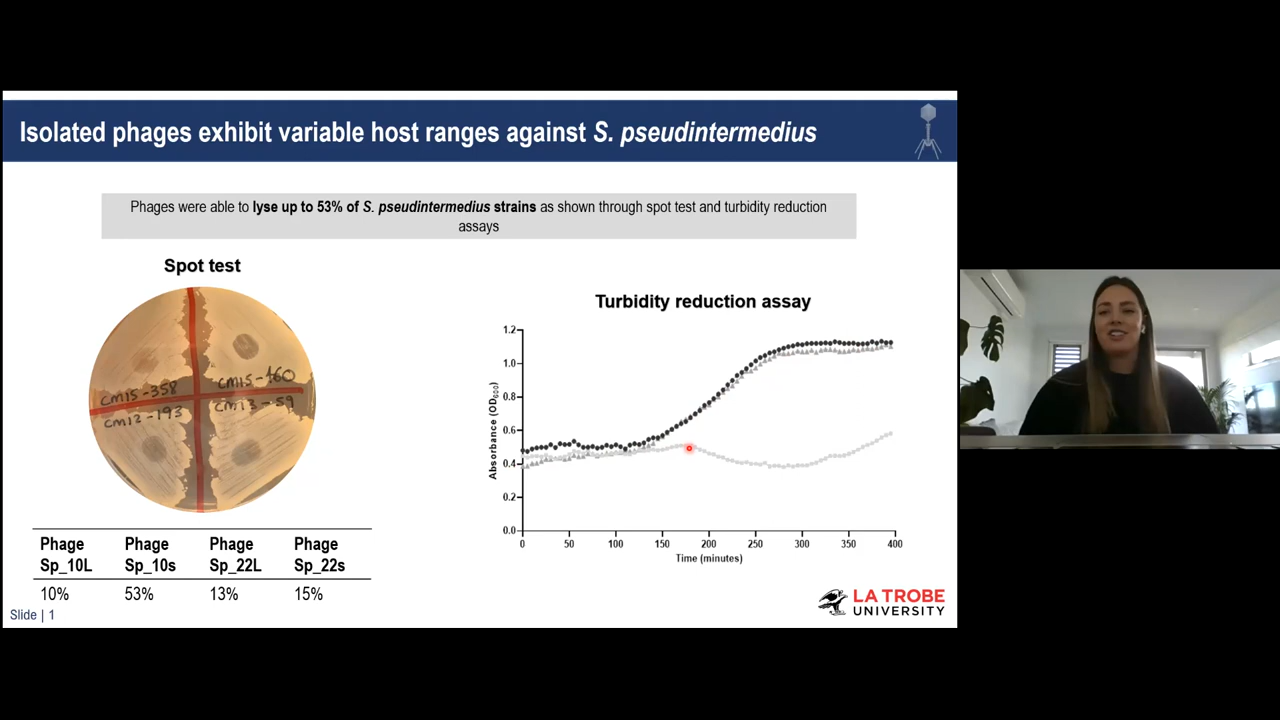 Isolated phages exhibit variable host ranges against S. pseudintermedius
Phages were able to lyse up to 53% of S. pseudintermedius strains as shown through spot test and turbidity reduction
assays
Spot test
CM15-358
CM15-460
CM12-193
CM13-59
Phage Sp_10L
Phage Sp_10s
Phage Sp_22L
Phage Sp_22s
10% 53% 13% 15%
Turbidity reduction assay
Absorbance (OD600)
1.2
1.0
0.8
0.6
0.4
0.2
0.0
0 50 100 150 200 250 300 350 400
Time (minutes)
Slide | 1
LA TROBE
UNIVERSITY